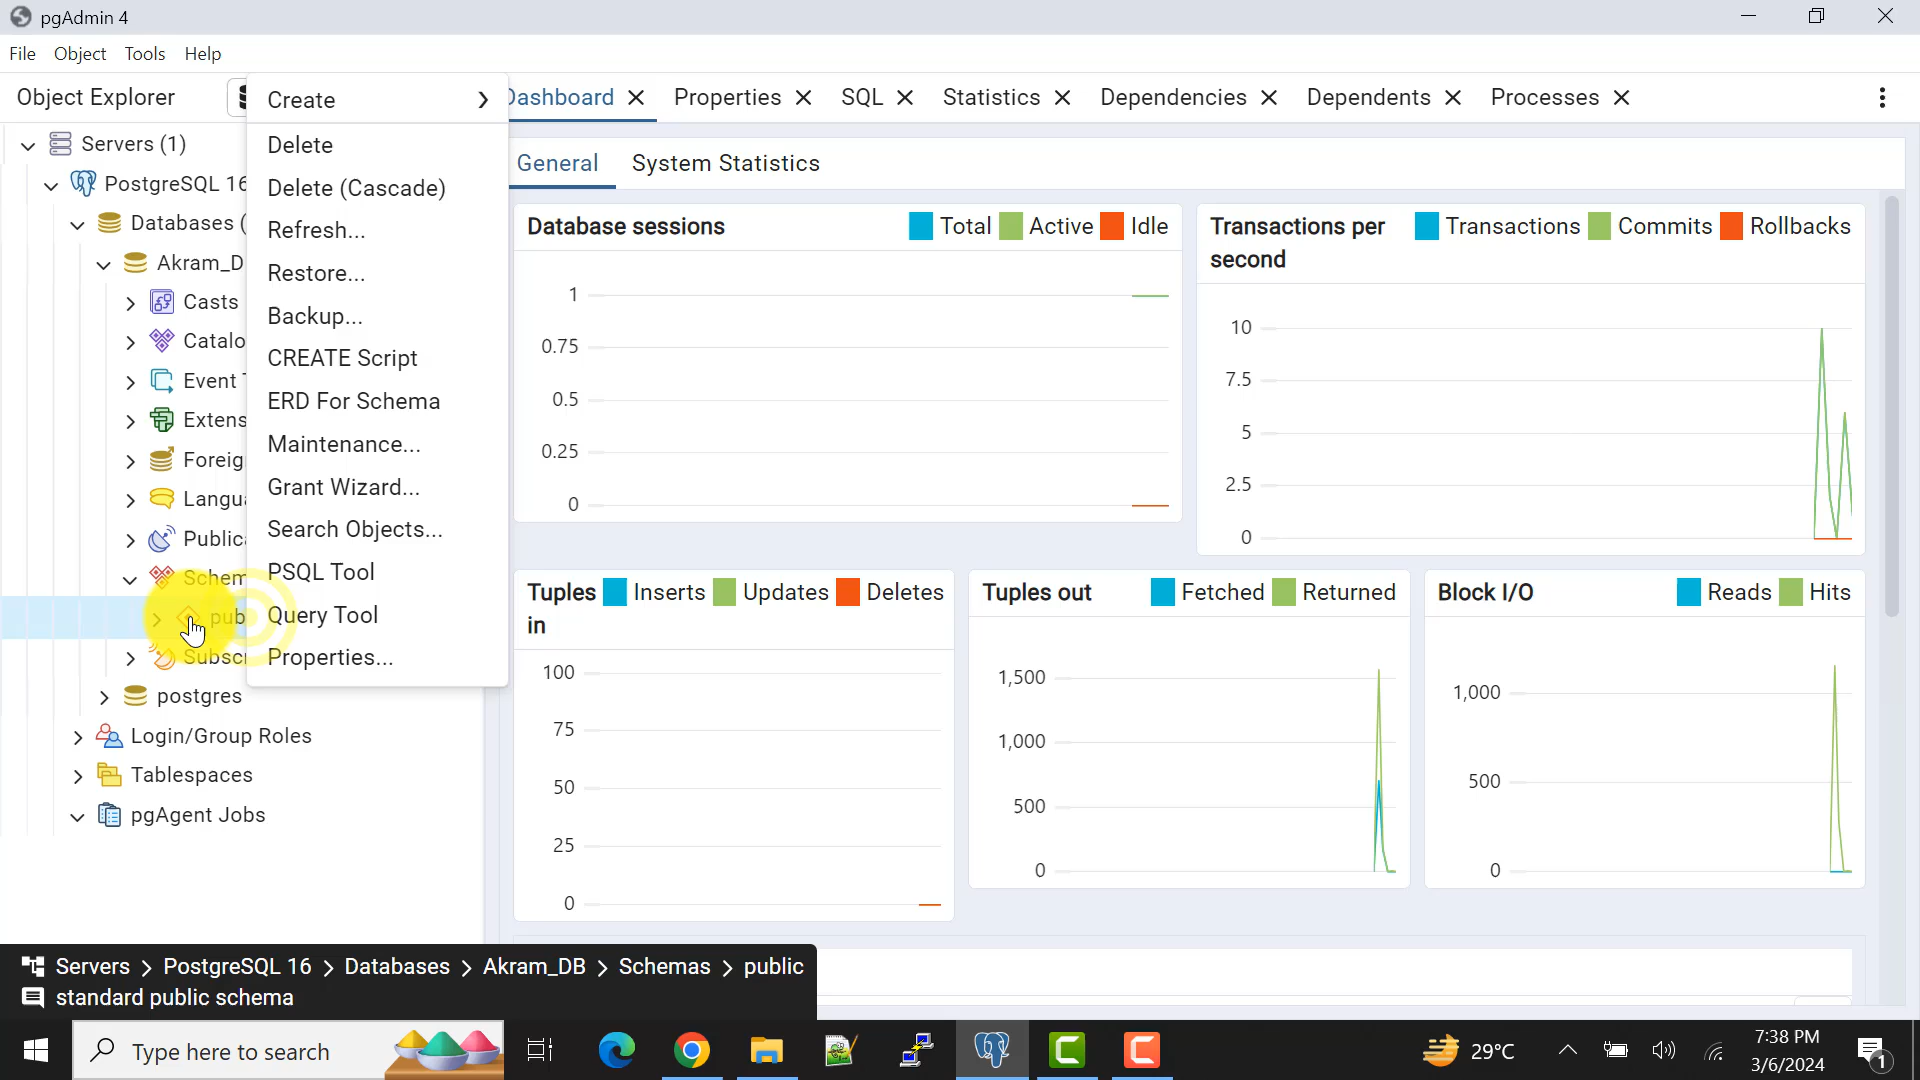 pgAdmin 4
File Object Tools Help
Object Explorer
Dashboard Properties SQL Statistics Dependencies Dependents Processes
Servers (1)
PostgreSQL 16
Databases (
Akram_D
Casts
Catalo
Event
Extens
Foreig
Langua
Publica
Schem
pub
Subscr
postgres
Login/Group Roles
Tablespaces
pgAgent Jobs
Create
Delete
Delete (Cascade)
Refresh...
Restore...
Backup...
CREATE Script
ERD For Schema
Maintenance...
Grant Wizard...
Search Objects...
PSQL Tool
Query Tool
Properties...
General System Statistics
Database sessions Total Active Idle
1
0.75
0.5
0.25
0
Transactions per second Transactions Commits Rollbacks
10
7.5
5
2.5
0
Tuples in Inserts Updates Deletes
100
75
50
25
0
Tuples out Fetched Returned
1,500
1,000
500
0
Block I/O Reads Hits
1,000
500
0
Servers > PostgreSQL 16 > Databases > Akram_DB > Schemas > public
standard public schema
Type here to search
29°C
7:38 PM
3/6/2024
1